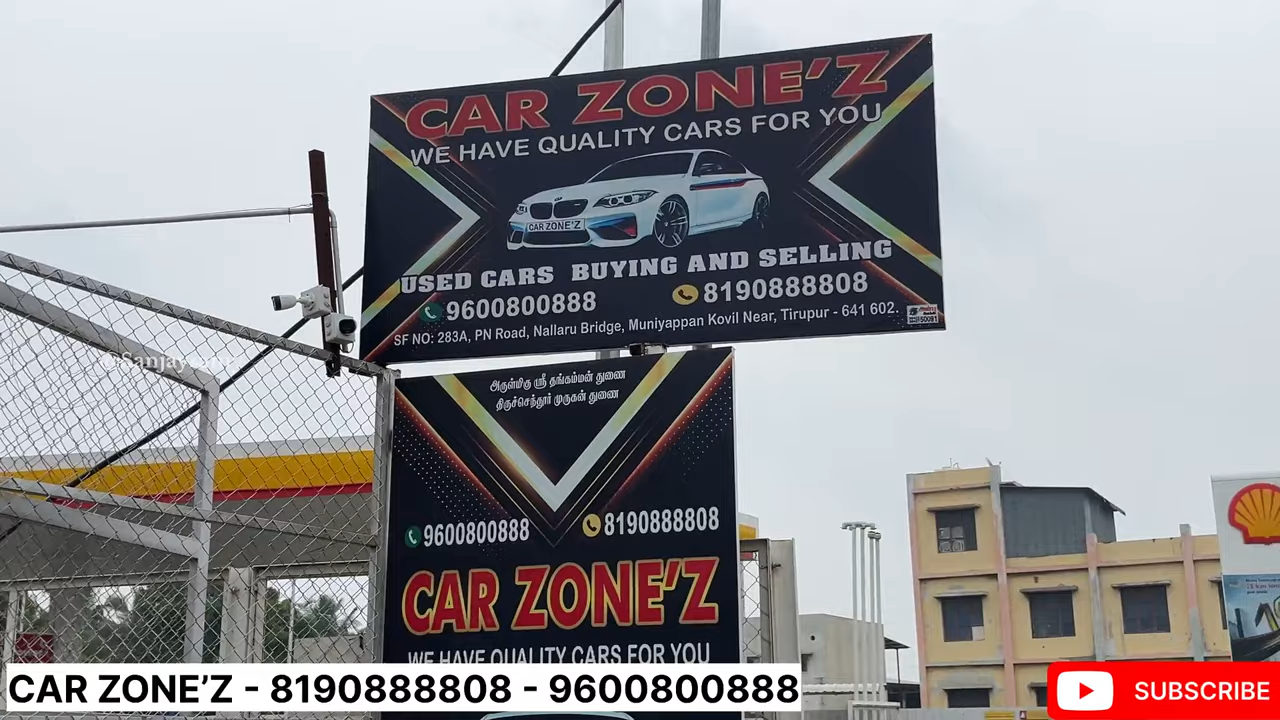 CAR ZONE'Z
WE HAVE QUALITY CARS FOR YOU
CAR ZONE'Z
USED CARS BUYING AND SELLING
9600800888 8190888808
SF NO: 283A, PN Road, Nallaru Bridge, Muniyappan Kovil Near, Tirupur - 641 602.
அருள்மிகு ஸ்ரீ தங்கம்மன் துணை
திருச்செந்தூர் முருகன் துணை
9600800888 8190888808
CAR ZONE'Z
WE HAVE QUALITY CARS FOR YOU
CAR ZONE'Z - 8190888808 - 9600800888
SUBSCRIBE